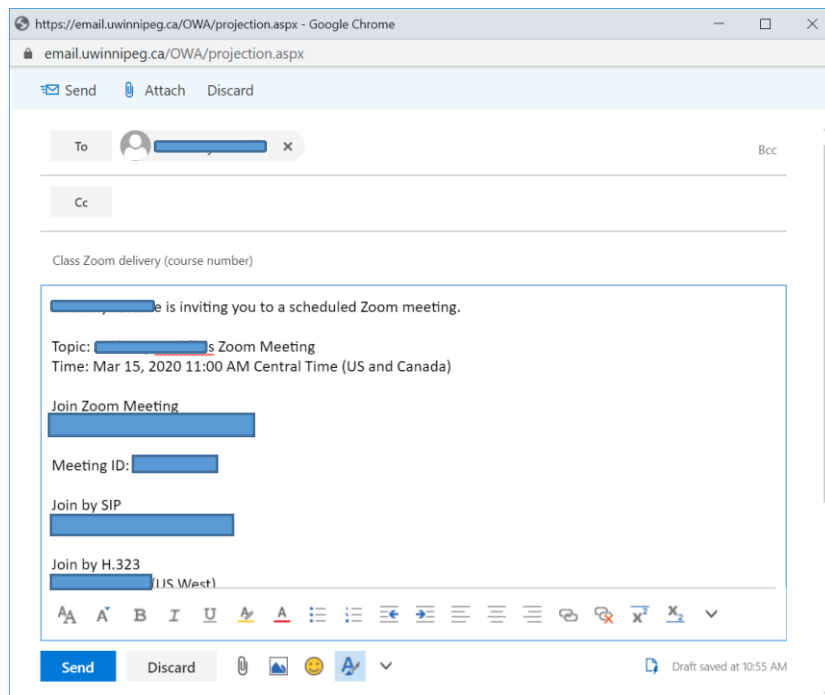 https://email.uwinnipeg.ca/OWA/projection.aspx - Google Chrome
email.uwinnipeg.ca/OWA/projection.aspx
Send Attach Discard
To Bcc
Cc
Class Zoom delivery (course number)
e is inviting you to a scheduled Zoom meeting.
Topic: s Zoom Meeting
Time: Mar 15, 2020 11:00 AM Central Time (US and Canada)
Join Zoom Meeting
Meeting ID:
Join by SIP
Join by H.323
(US West)
Send Discard Draft saved at 10:55 AM